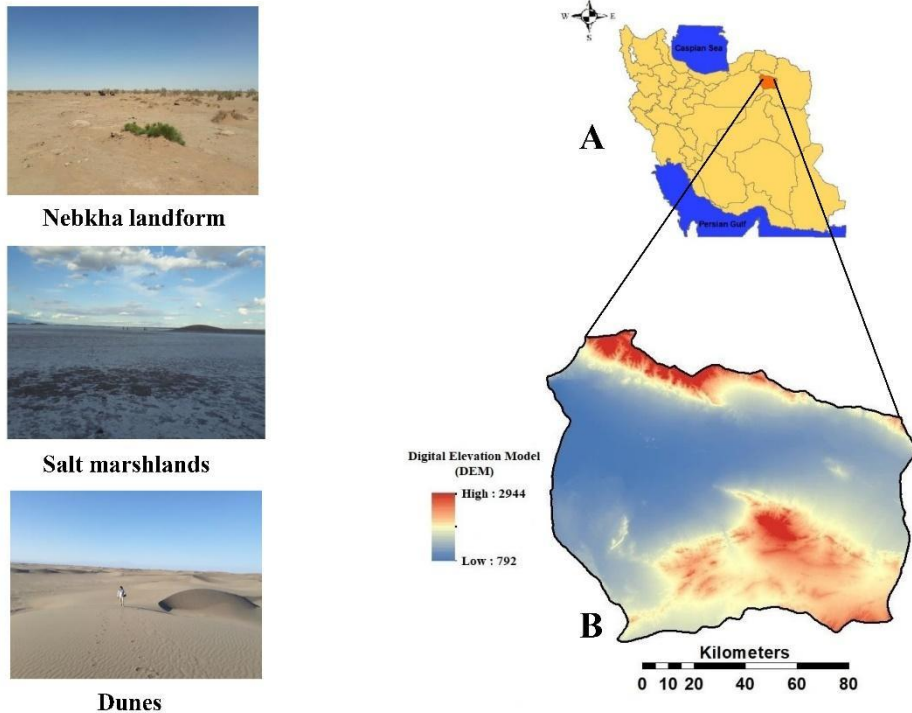 Nebkha landform
Salt marshlands
Dunes
N
W E
S
Caspian Sea
A
Persian Gulf
Digital Elevation Model
(DEM)
High : 2944
Low : 792
B
Kilometers
0 10 20 40 60 80